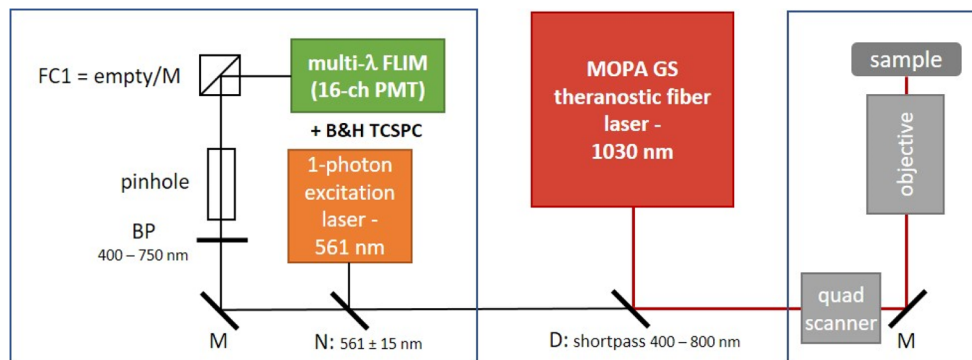 FC1 = empty/M
multi-λ FLIM
(16-ch PMT)
+ B&H TCSPC
pinhole
BP
400 – 750 nm
1-photon
excitation
laser -
561 nm
M
N: 561 ± 15 nm
MOPA GS
theranostic fiber
laser -
1030 nm
D: shortpass 400 – 800 nm
sample
objective
quad
scanner
M